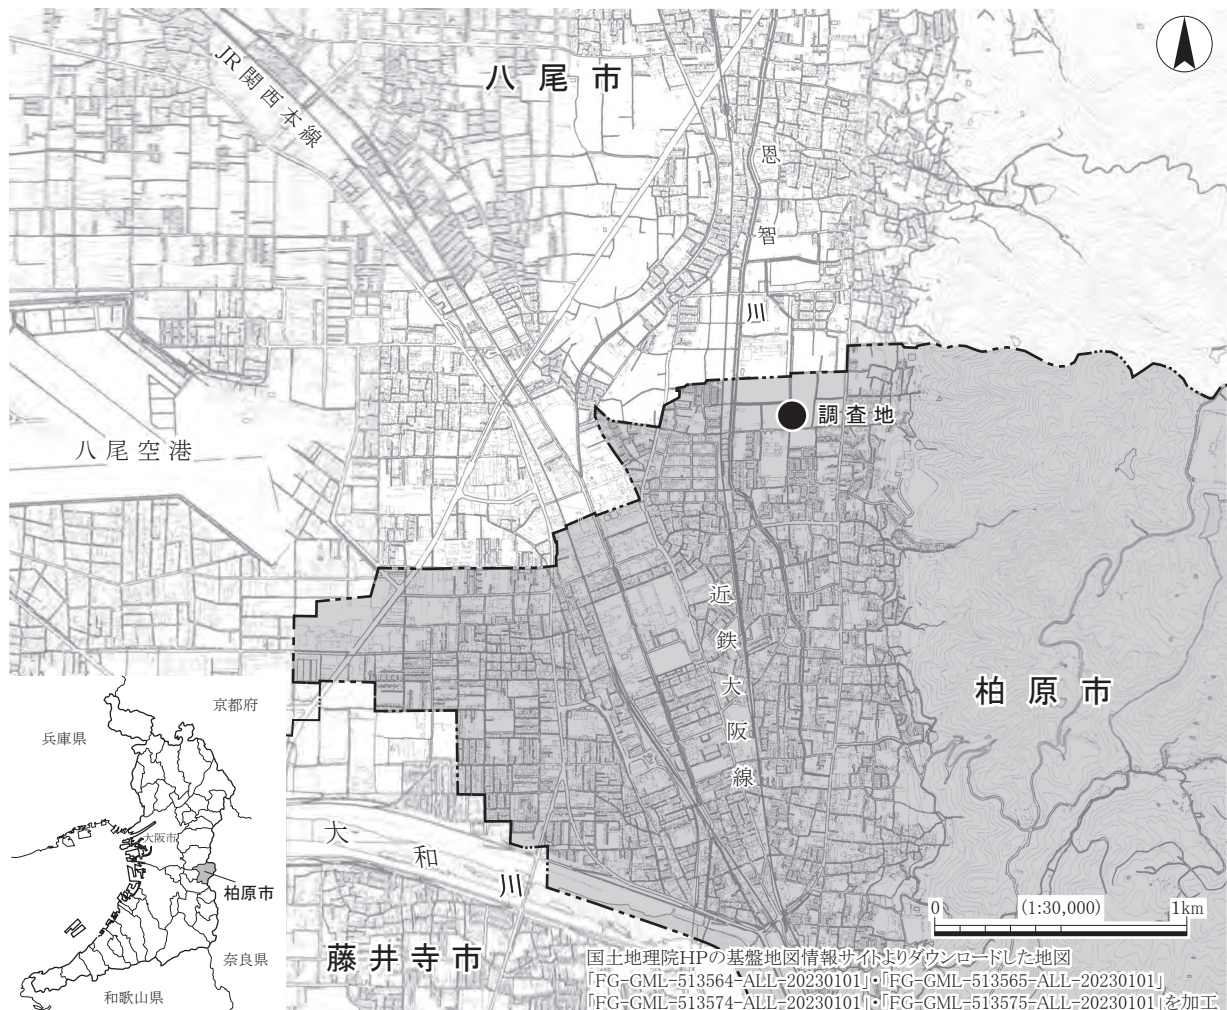 八尾市
JR関西本線
恩智川
調査地
八尾空港
近鉄大阪線
柏原市
京都府
兵庫県
大阪市
柏原市
奈良県
和歌山県
大和川
藤井寺市
0 (1:30,000) 1km
国土地理院HPの基盤地図情報サイトよりダウンロードした地図
「FG-GML-513564-ALL-20230101」・「FG-GML-513565-ALL-20230101」
「FG-GML-513574-ALL-20230101」・「FG-GML-513575-ALL-20230101」を加工